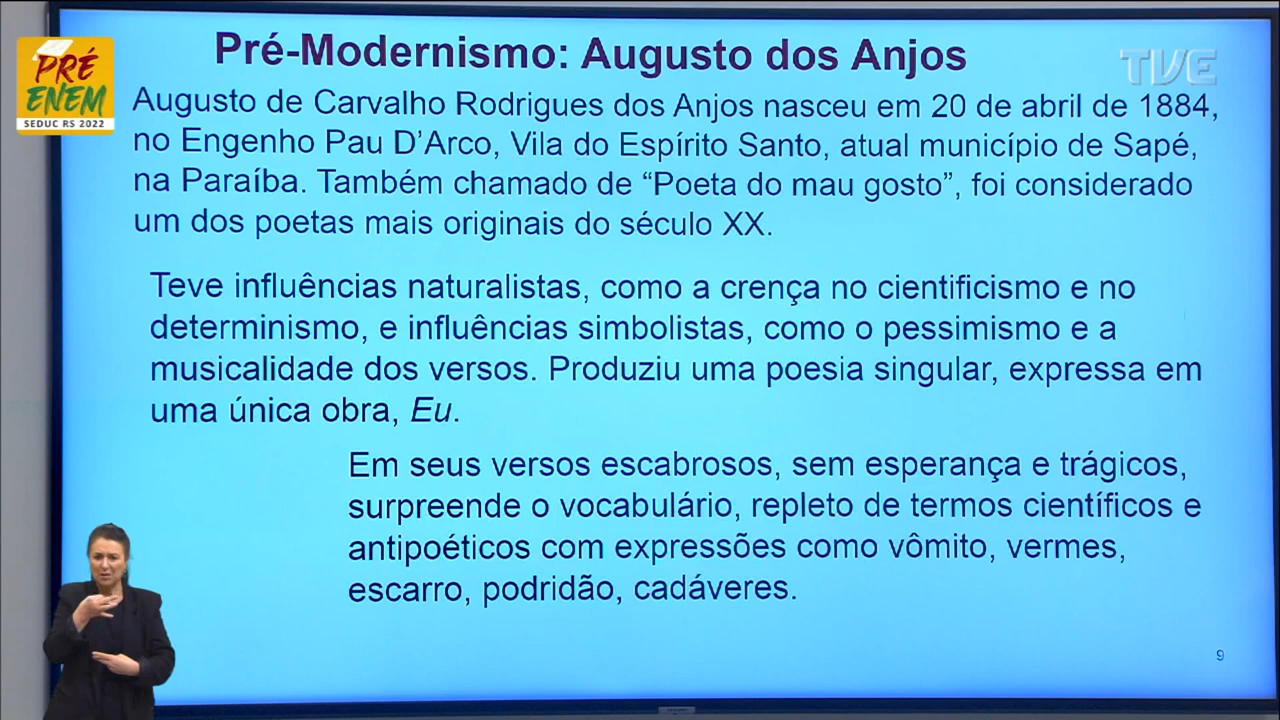 Pré-Modernismo: Augusto dos Anjos
TVE
PRÉ
ENEM
SEDUC RS 2022
Augusto de Carvalho Rodrigues dos Anjos nasceu em 20 de abril de 1884,
no Engenho Pau D’Arco, Vila do Espírito Santo, atual município de Sapé,
na Paraíba. Também chamado de “Poeta do mau gosto”, foi considerado
um dos poetas mais originais do século XX.
Teve influências naturalistas, como a crença no cientificismo e no
determinismo, e influências simbolistas, como o pessimismo e a
musicalidade dos versos. Produziu uma poesia singular, expressa em
uma única obra, Eu.
Em seus versos escabrosos, sem esperança e trágicos,
surpreende o vocabulário, repleto de termos científicos e
antipoéticos com expressões como vômito, vermes,
escarro, podridão, cadáveres.
9